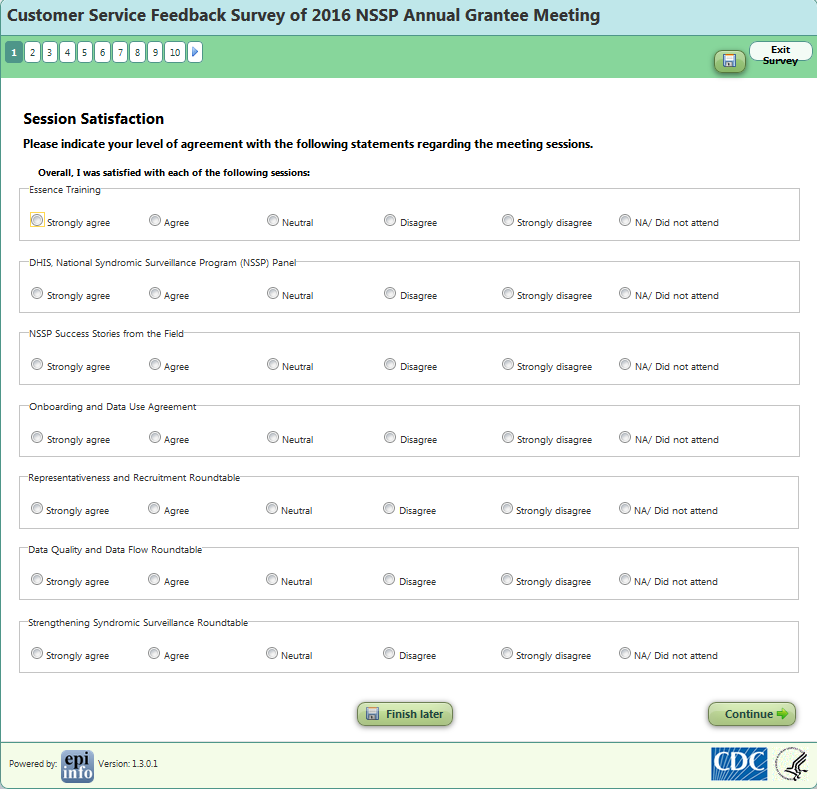 Customer Service Feedback Survey of 2016 NSSP Annual Grantee Meeting
1 2 3 4 5 6 7 8 9 10
Exit
Survey
Session Satisfaction
Please indicate your level of agreement with the following statements regarding the meeting sessions.
Overall, I was satisfied with each of the following sessions:
Essence Training
Strongly agree Agree Neutral Disagree Strongly disagree NA/ Did not attend
DHIS, National Syndromic Surveillance Program (NSSP) Panel
Strongly agree Agree Neutral Disagree Strongly disagree NA/ Did not attend
NSSP Success Stories from the Field
Strongly agree Agree Neutral Disagree Strongly disagree NA/ Did not attend
Onboarding and Data Use Agreement
Strongly agree Agree Neutral Disagree Strongly disagree NA/ Did not attend
Representativeness and Recruitment Roundtable
Strongly agree Agree Neutral Disagree Strongly disagree NA/ Did not attend
Data Quality and Data Flow Roundtable
Strongly agree Agree Neutral Disagree Strongly disagree NA/ Did not attend
Strengthening Syndromic Surveillance Roundtable
Strongly agree Agree Neutral Disagree Strongly disagree NA/ Did not attend
Finish later Continue
Powered by: epi info Version: 1.3.0.1 CDC